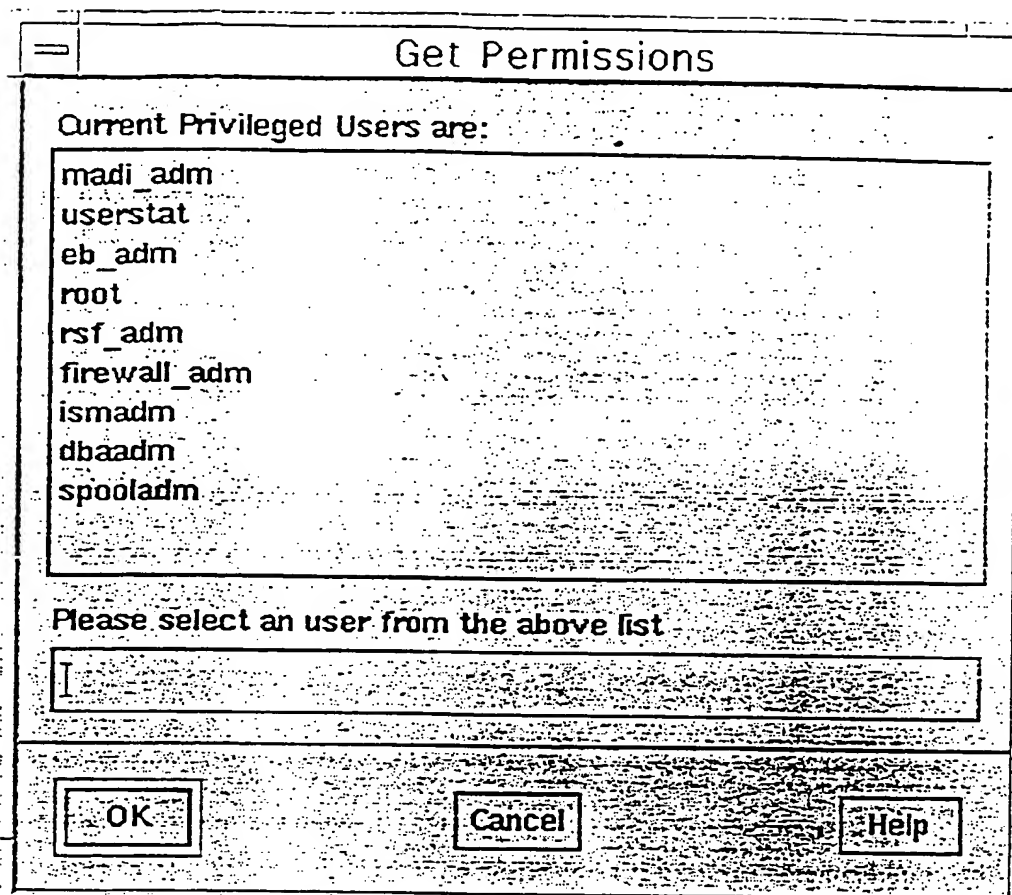 Get Permissions
Current Privileged Users are:
madi_adm
userstat
eb_adm
root
rsf_adm
firewall_adm
ismadm
dbaadm
spooladm
Please select an user from the above list
OK Cancel Help